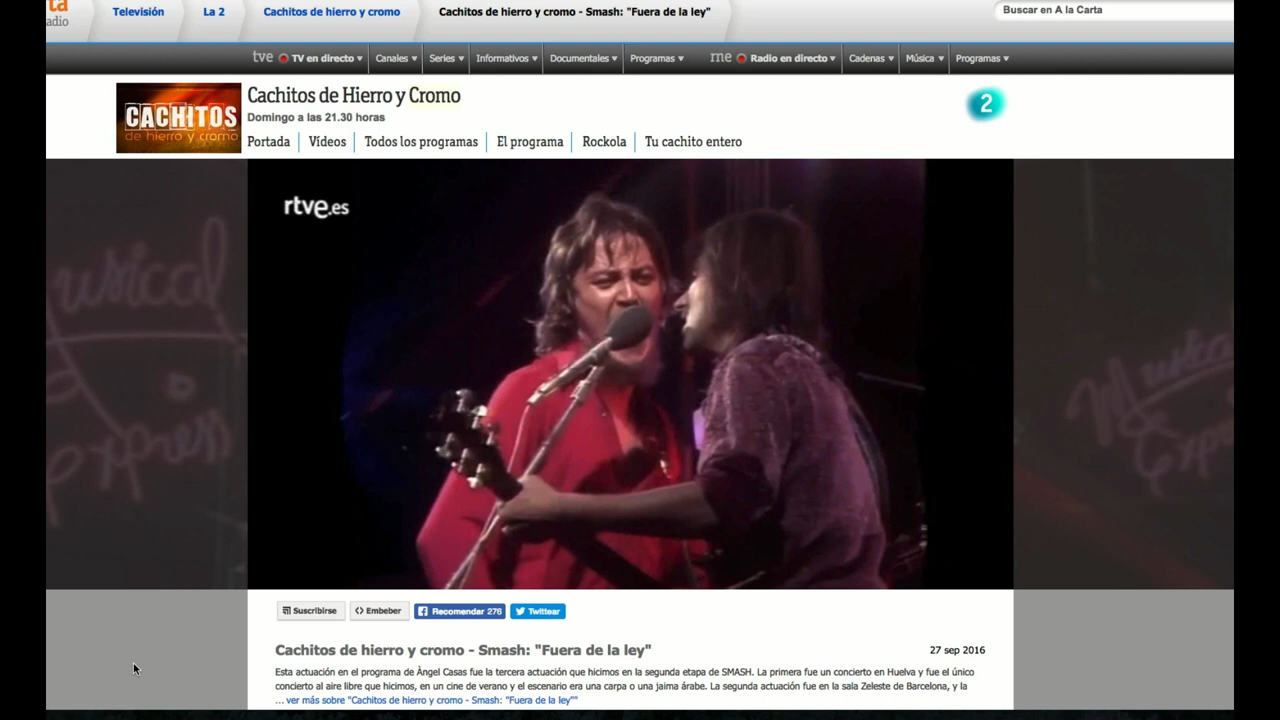 ta
adio
Televisión
La 2
Cachitos de hierro y cromo
Cachitos de hierro y cromo - Smash: "Fuera de la ley"
Buscar en A la Carta
tve TV en directo Canales Series Informativos Documentales Programas rne Radio en directo Cadenas Música Programas
CACHITOS
de hierro y cromo
Cachitos de Hierro y Cromo
Domingo a las 21.30 horas
2
Portada Vídeos Todos los programas El programa Rockola Tu cachito entero
rtve.es
Musical
Express
Musical
Express
Suscribirse Embeber Recomendar 276 Twittear
Cachitos de hierro y cromo - Smash: "Fuera de la ley" 27 sep 2016
Esta actuación en el programa de Àngel Casas fue la tercera actuación que hicimos en la segunda etapa de SMASH. La primera fue un concierto en Huelva y fue el único
concierto al aire libre que hicimos, en un cine de verano y el escenario era una carpa o una jaima árabe. La segunda actuación fue en la sala Zeleste de Barcelona, y la
... ver más sobre "Cachitos de hierro y cromo - Smash: "Fuera de la ley""